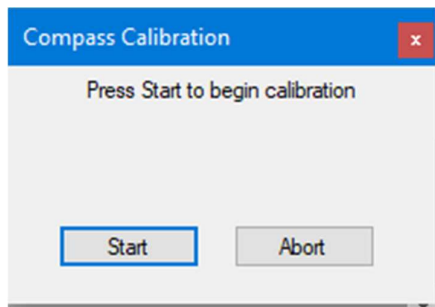 Compass Calibration
x
Press Start to begin calibration
Start Abort